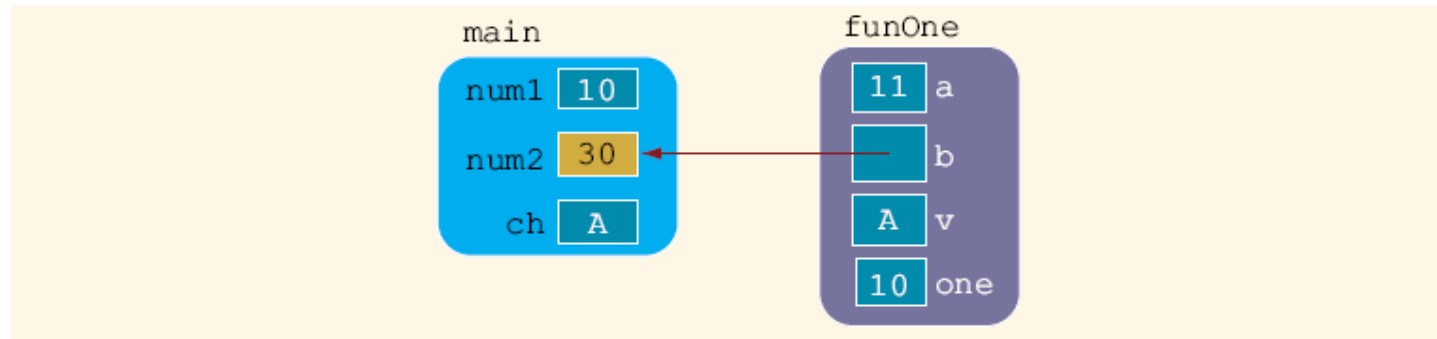 main
num1 10
num2 30
ch A
funOne
11 a
b
A v
10 one